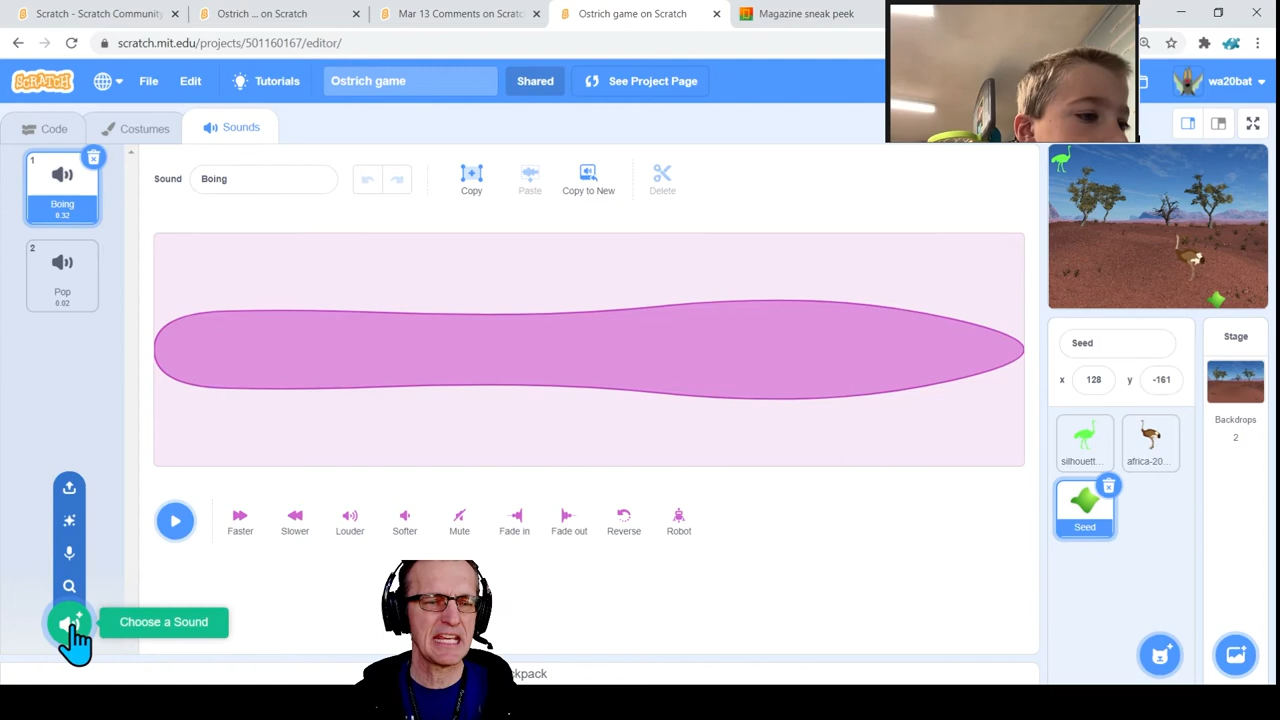 Scratch - Scratch Community
Ostrich ... on Scratch
Mar 13 Comments on Scratc
Ostrich game on Scratch
Magazine sneak peek
scratch.mit.edu/projects/501160167/editor/
SCRATCH
File
Edit
Tutorials
Ostrich game
Shared
See Project Page
wa20bat
Code
Costumes
Sounds
1
Boing
0.32
2
Pop
0.02
Sound
Boing
Copy
Paste
Copy to New
Delete
Faster
Slower
Louder
Softer
Mute
Fade in
Fade out
Reverse
Robot
Choose a Sound
ckpack
Seed
x
128
y
-161
silhouett...
africa-20...
Seed
Stage
Backdrops
2